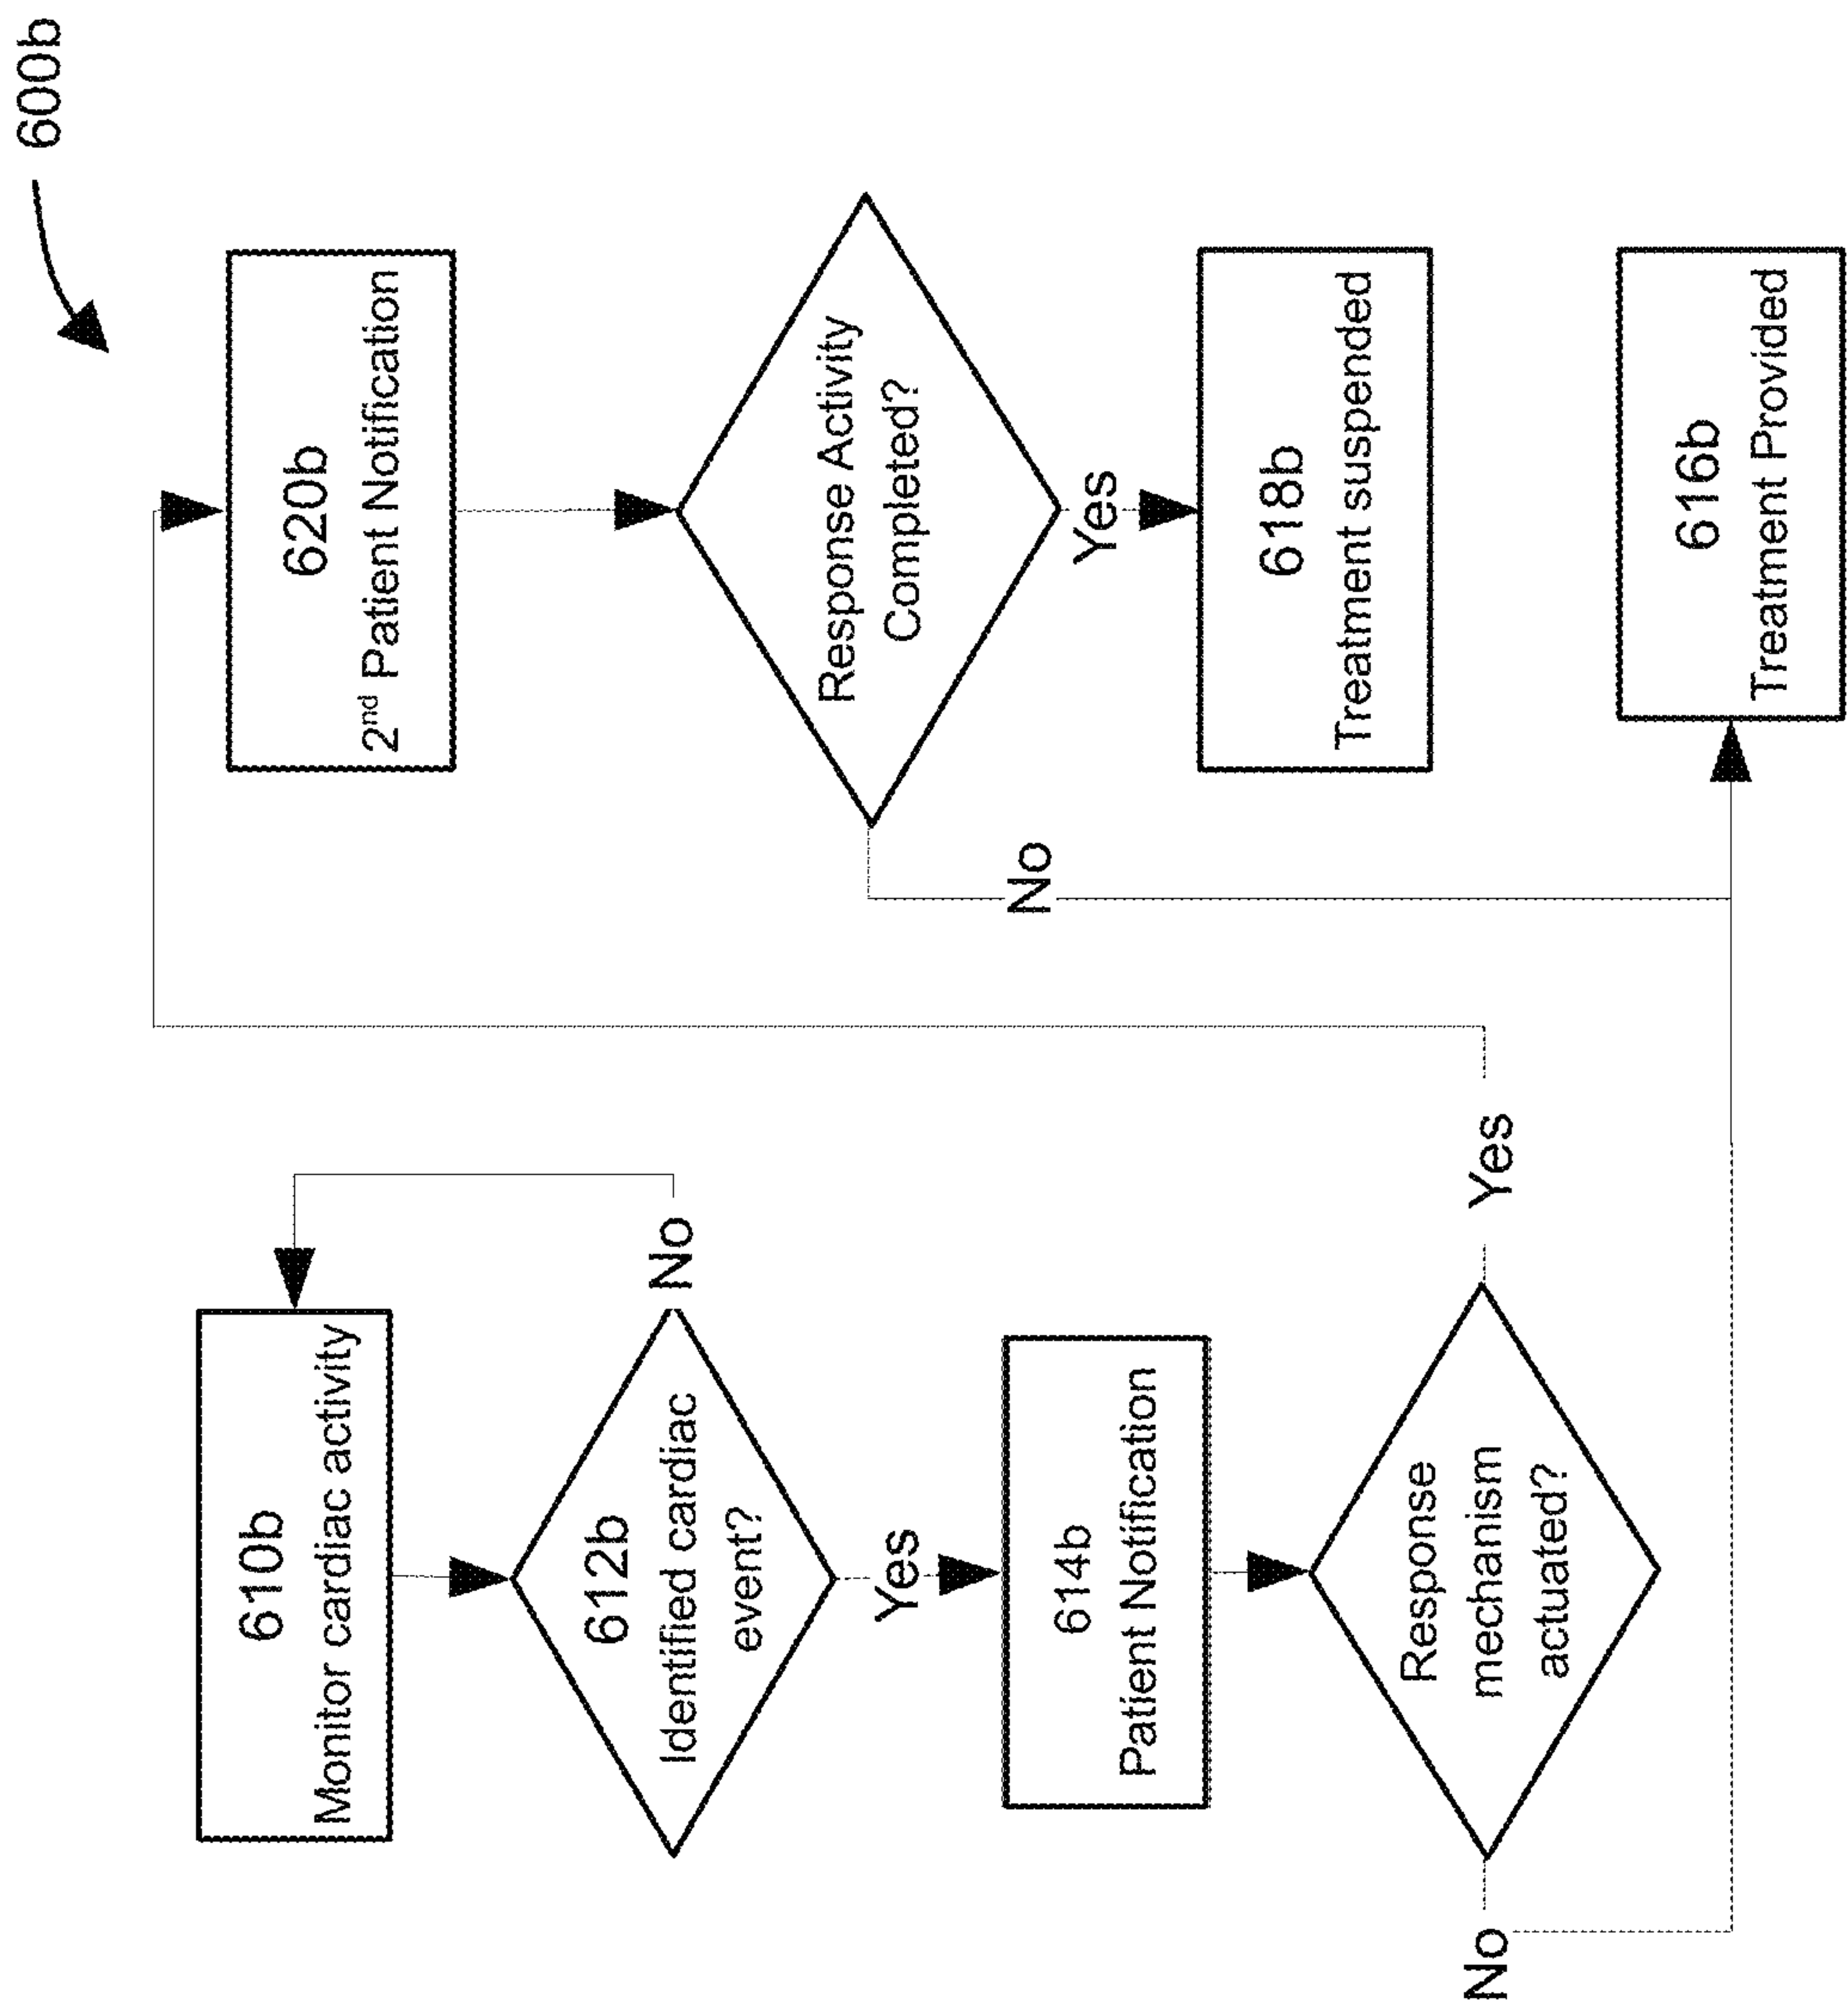 600b
610b
Monitor cardiac activity
612b
Identified cardiac
event?
No
Yes
614b
Patient Notification
Response
mechanism
actuated?
No
Yes
620b
2nd Patient Notification
Response Activity
Completed?
No
Yes
618b
Treatment suspended
616b
Treatment Provided